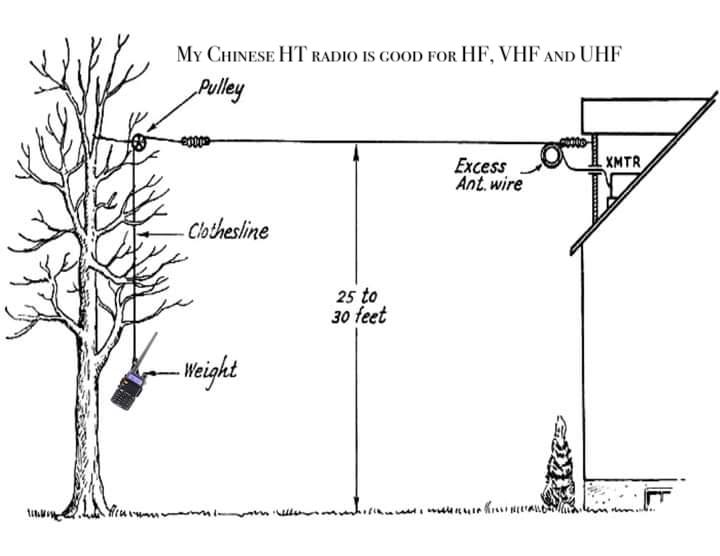 My Chinese HT radio is good for HF, VHF and UHF
Pulley
XMTR
Excess
Ant. wire
Clothesline
25 to
30 feet
Weight